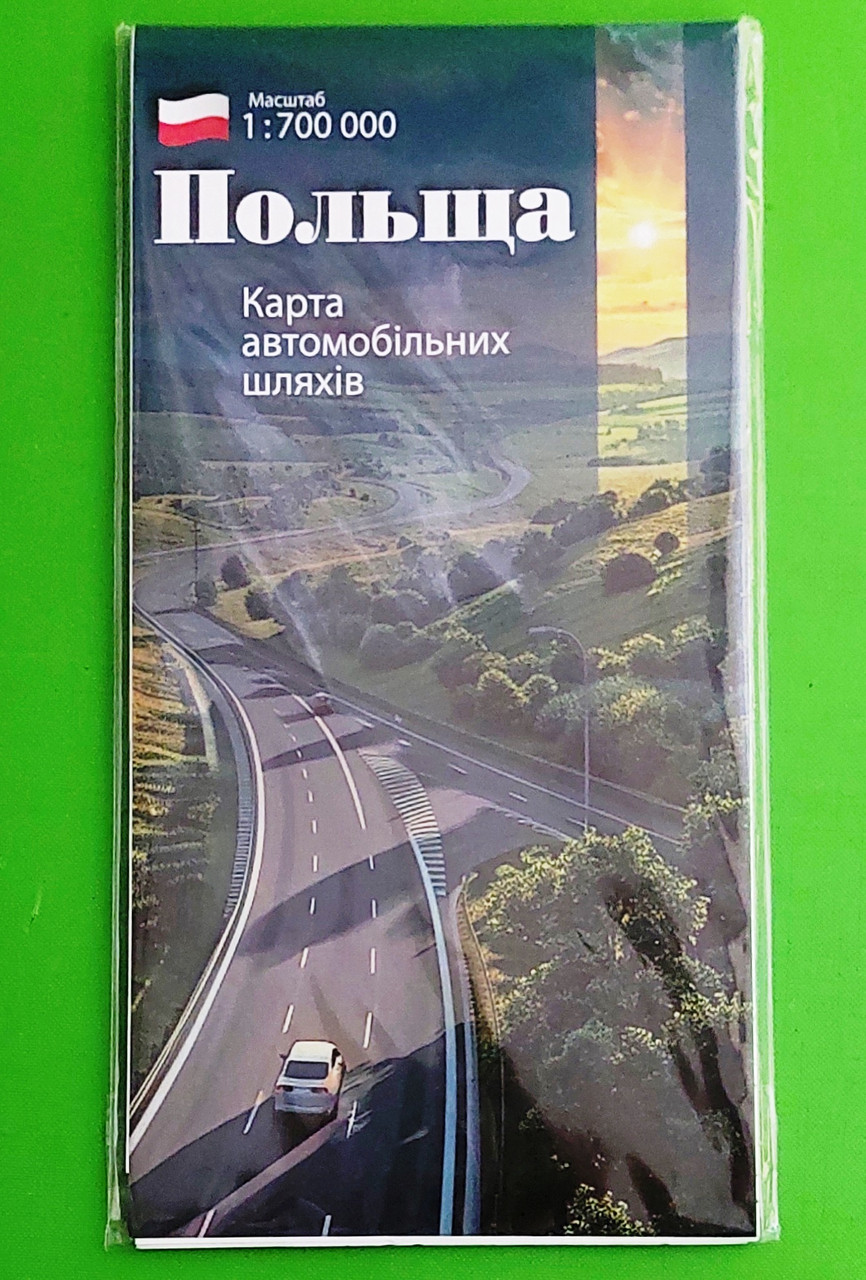 Масштаб
1 : 700 000
Польща
Карта
автомобільних
шляхів